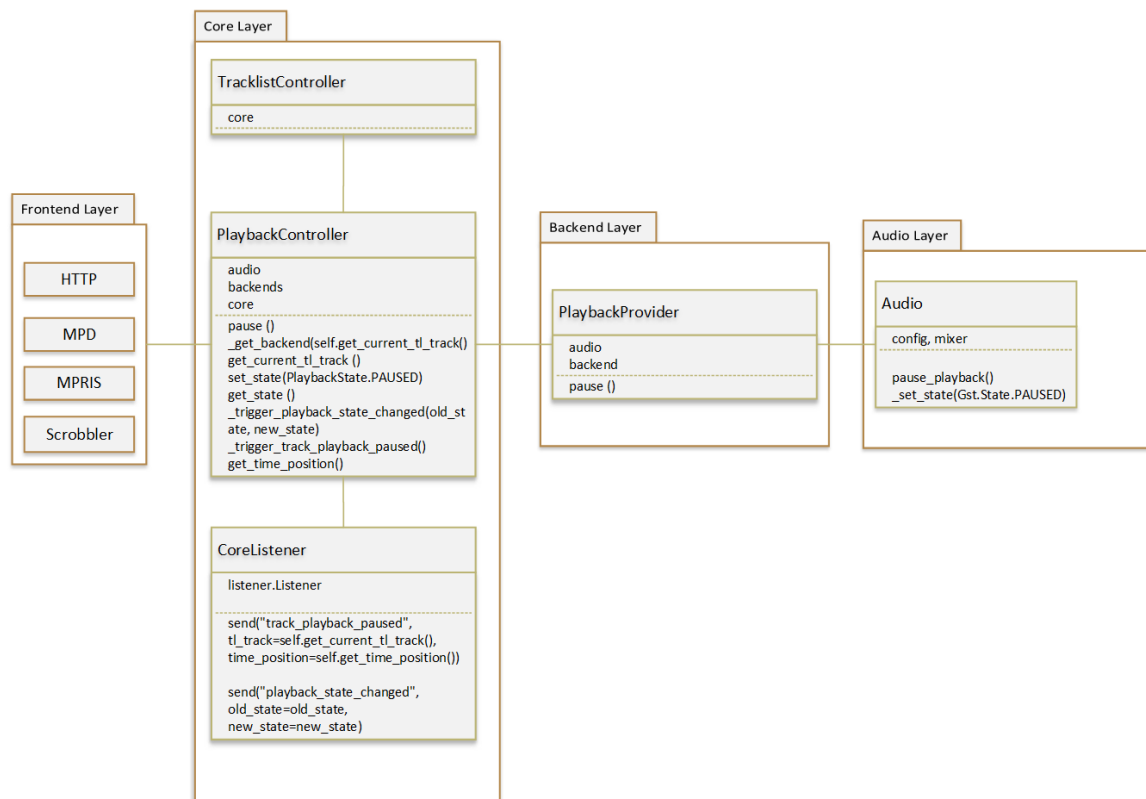 Core Layer
TracklistController
core
Frontend Layer
HTTP
MPD
MPRIS
Scrobbler
PlaybackController
audio
backends
core
pause ()
_get_backend(self.get_current_tl_track()
get_current_tl_track ()
set_state(PlaybackState.PAUSED)
get_state ()
_trigger_playback_state_changed(old_st
ate, new_state)
_trigger_track_playback_paused()
get_time_position()
CoreListener
listener.Listener
send("track_playback_paused",
tl_track=self.get_current_tl_track(),
time_position=self.get_time_position())
send("playback_state_changed",
old_state=old_state,
new_state=new_state)
Backend Layer
PlaybackProvider
audio
backend
pause ()
Audio Layer
Audio
config, mixer
pause_playback()
_set_state(Gst.State.PAUSED)